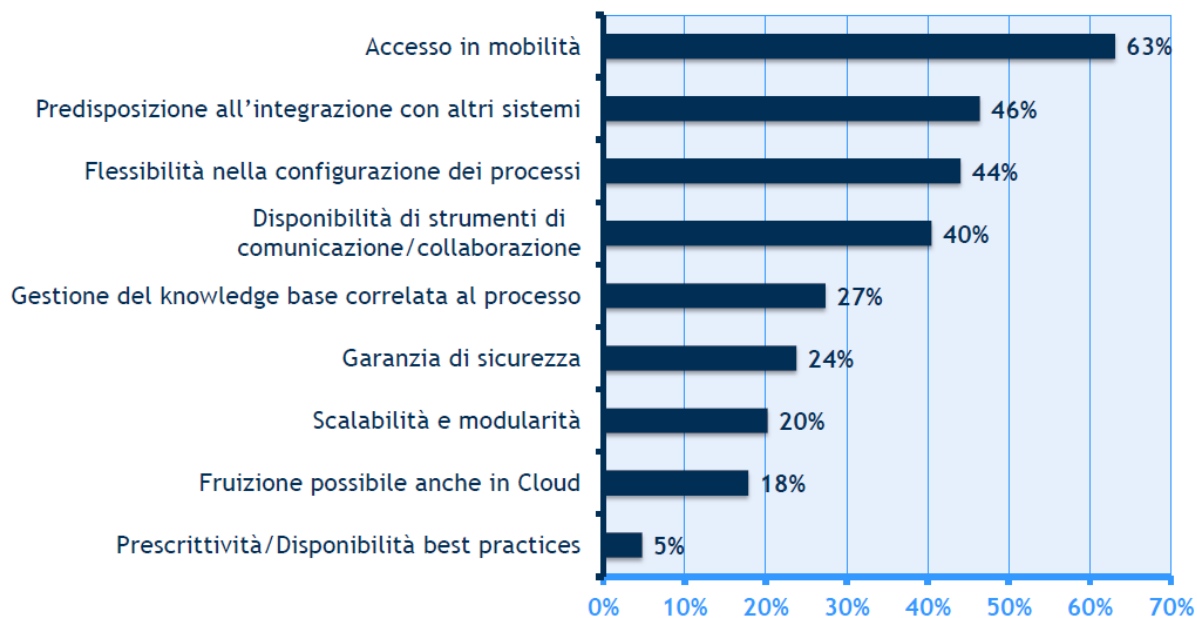 Accesso in mobilità 63%
Predisposizione all’integrazione con altri sistemi 46%
Flessibilità nella configurazione dei processi 44%
Disponibilità di strumenti di
comunicazione/collaborazione 40%
Gestione del knowledge base correlata al processo 27%
Garanzia di sicurezza 24%
Scalabilità e modularità 20%
Fruizione possibile anche in Cloud 18%
Prescrittività/Disponibilità best practices 5%
0% 10% 20% 30% 40% 50% 60% 70%